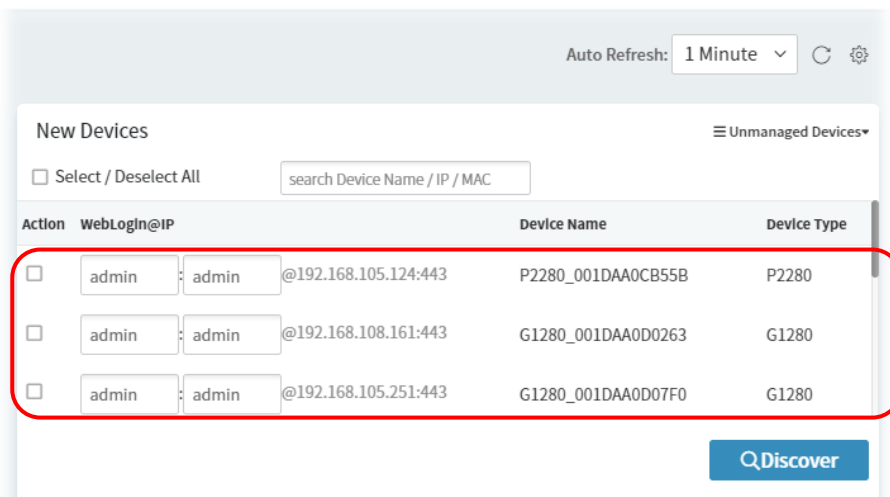 Auto Refresh: 1 Minute
New Devices Unmanaged Devices
Select / Deselect All search Device Name / IP / MAC
Action WebLogin@IP Device Name Device Type
admin : admin @192.168.105.124:443 P2280_001DAA0CB55B P2280
admin : admin @192.168.108.161:443 G1280_001DAA0D0263 G1280
admin : admin @192.168.105.251:443 G1280_001DAA0D07F0 G1280
Discover